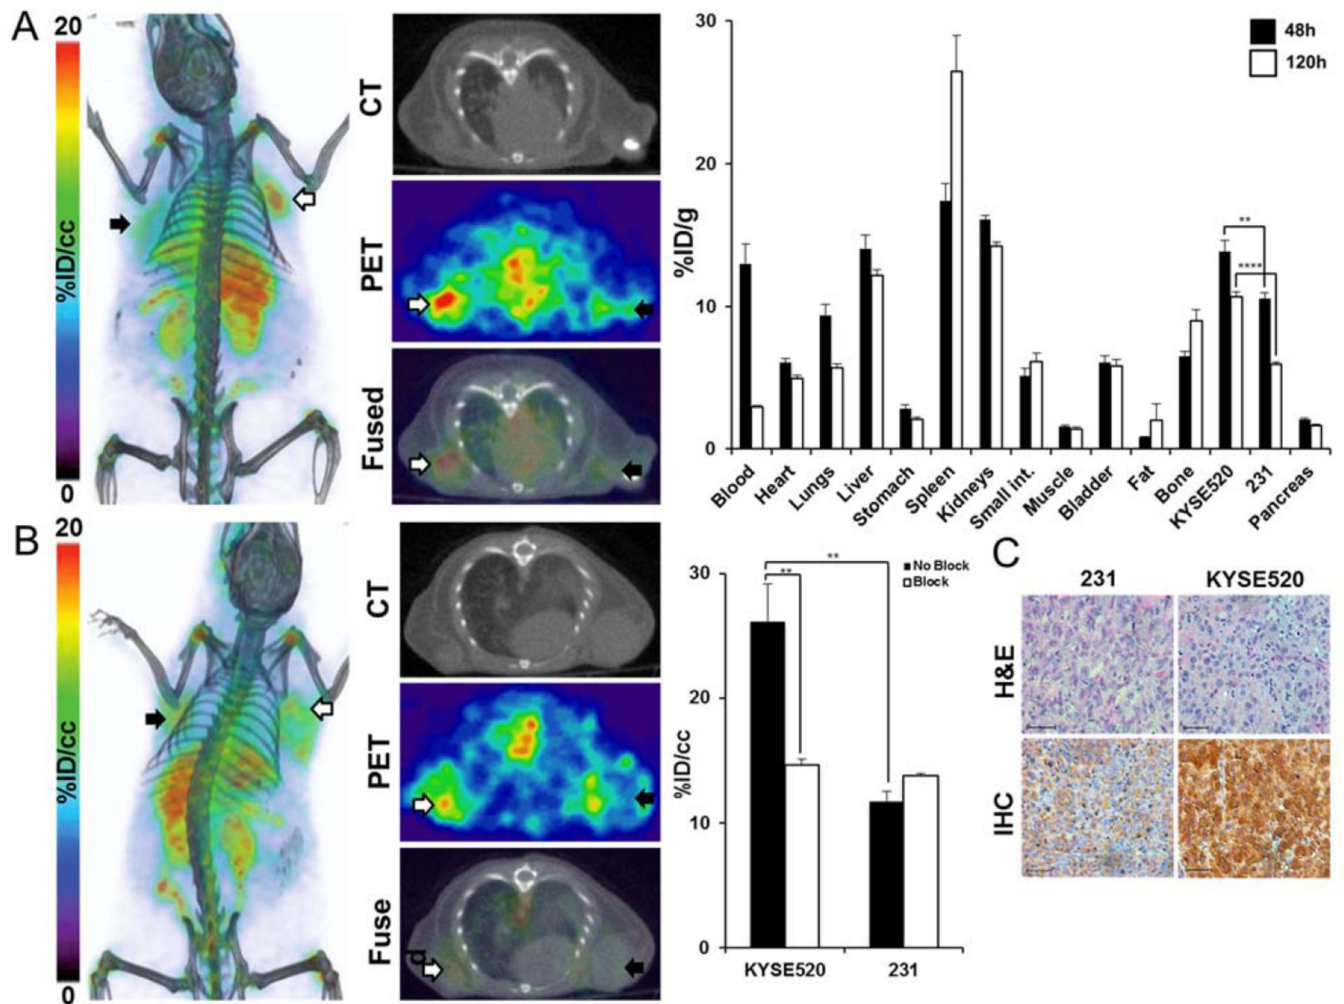 A
20
%ID/cc
0
CT
PET
Fused
30
20
10
0
%ID/g
48h
120h
**
****
Blood
Heart
Lungs
Liver
Stomach
Spleen
Kidneys
Small int.
Muscle
Bladder
Fat
Bone
KYSE520
231
Pancreas
B
20
%ID/cc
0
CT
PET
Fuse
d
30
20
10
0
%ID/cc
**
**
No Block
Block
KYSE520
231
C
231
KYSE520
H&E
IHC